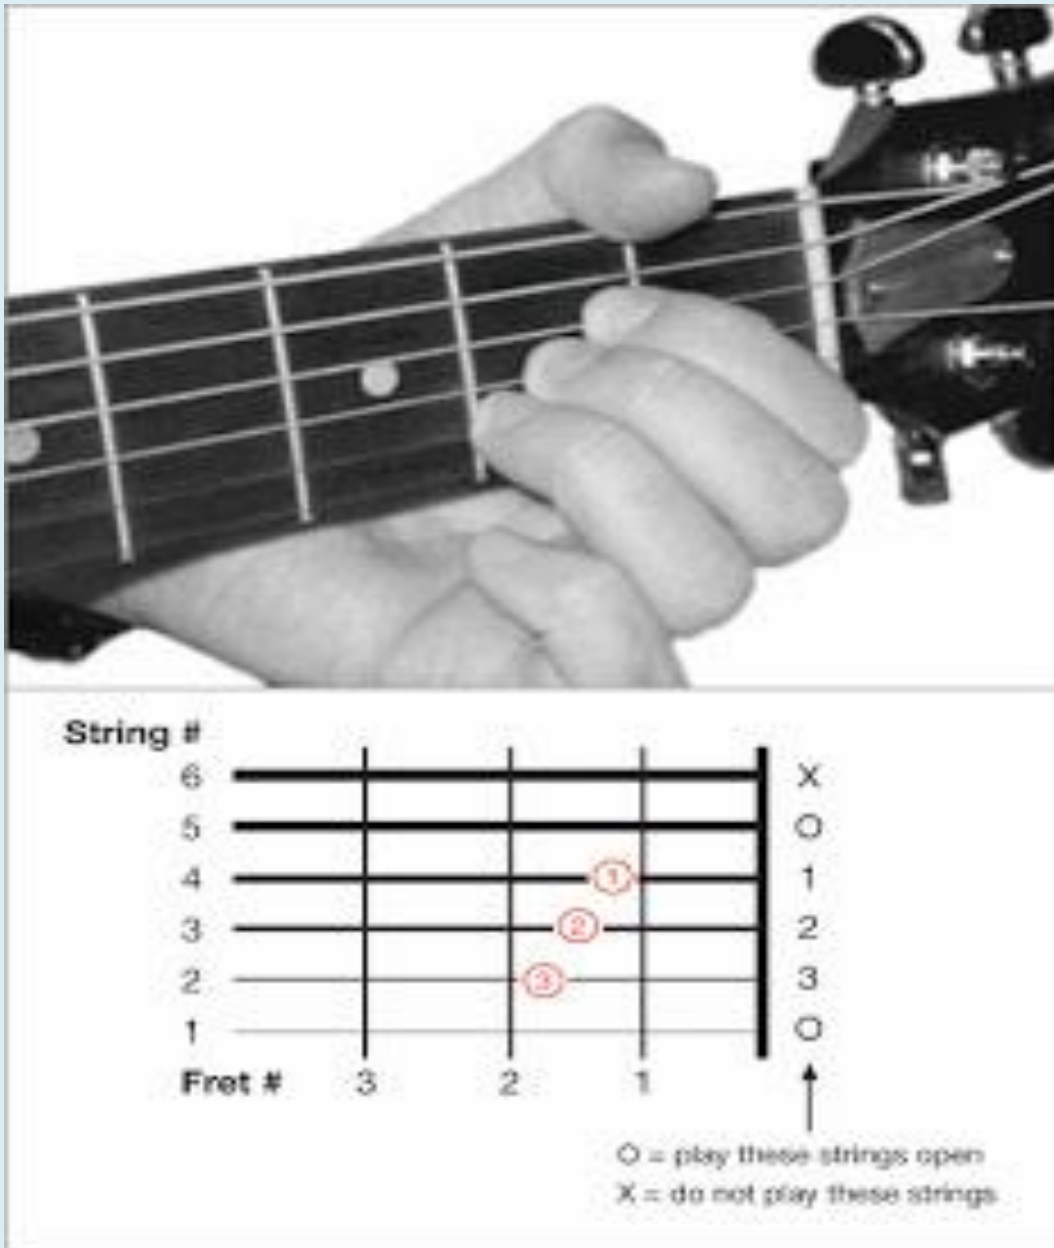 String #
6 X
5 O
4 1 1
3 2 2
2 3 3
1 O
Fret # 3 2 1
O = play these strings open
X = do not play these strings